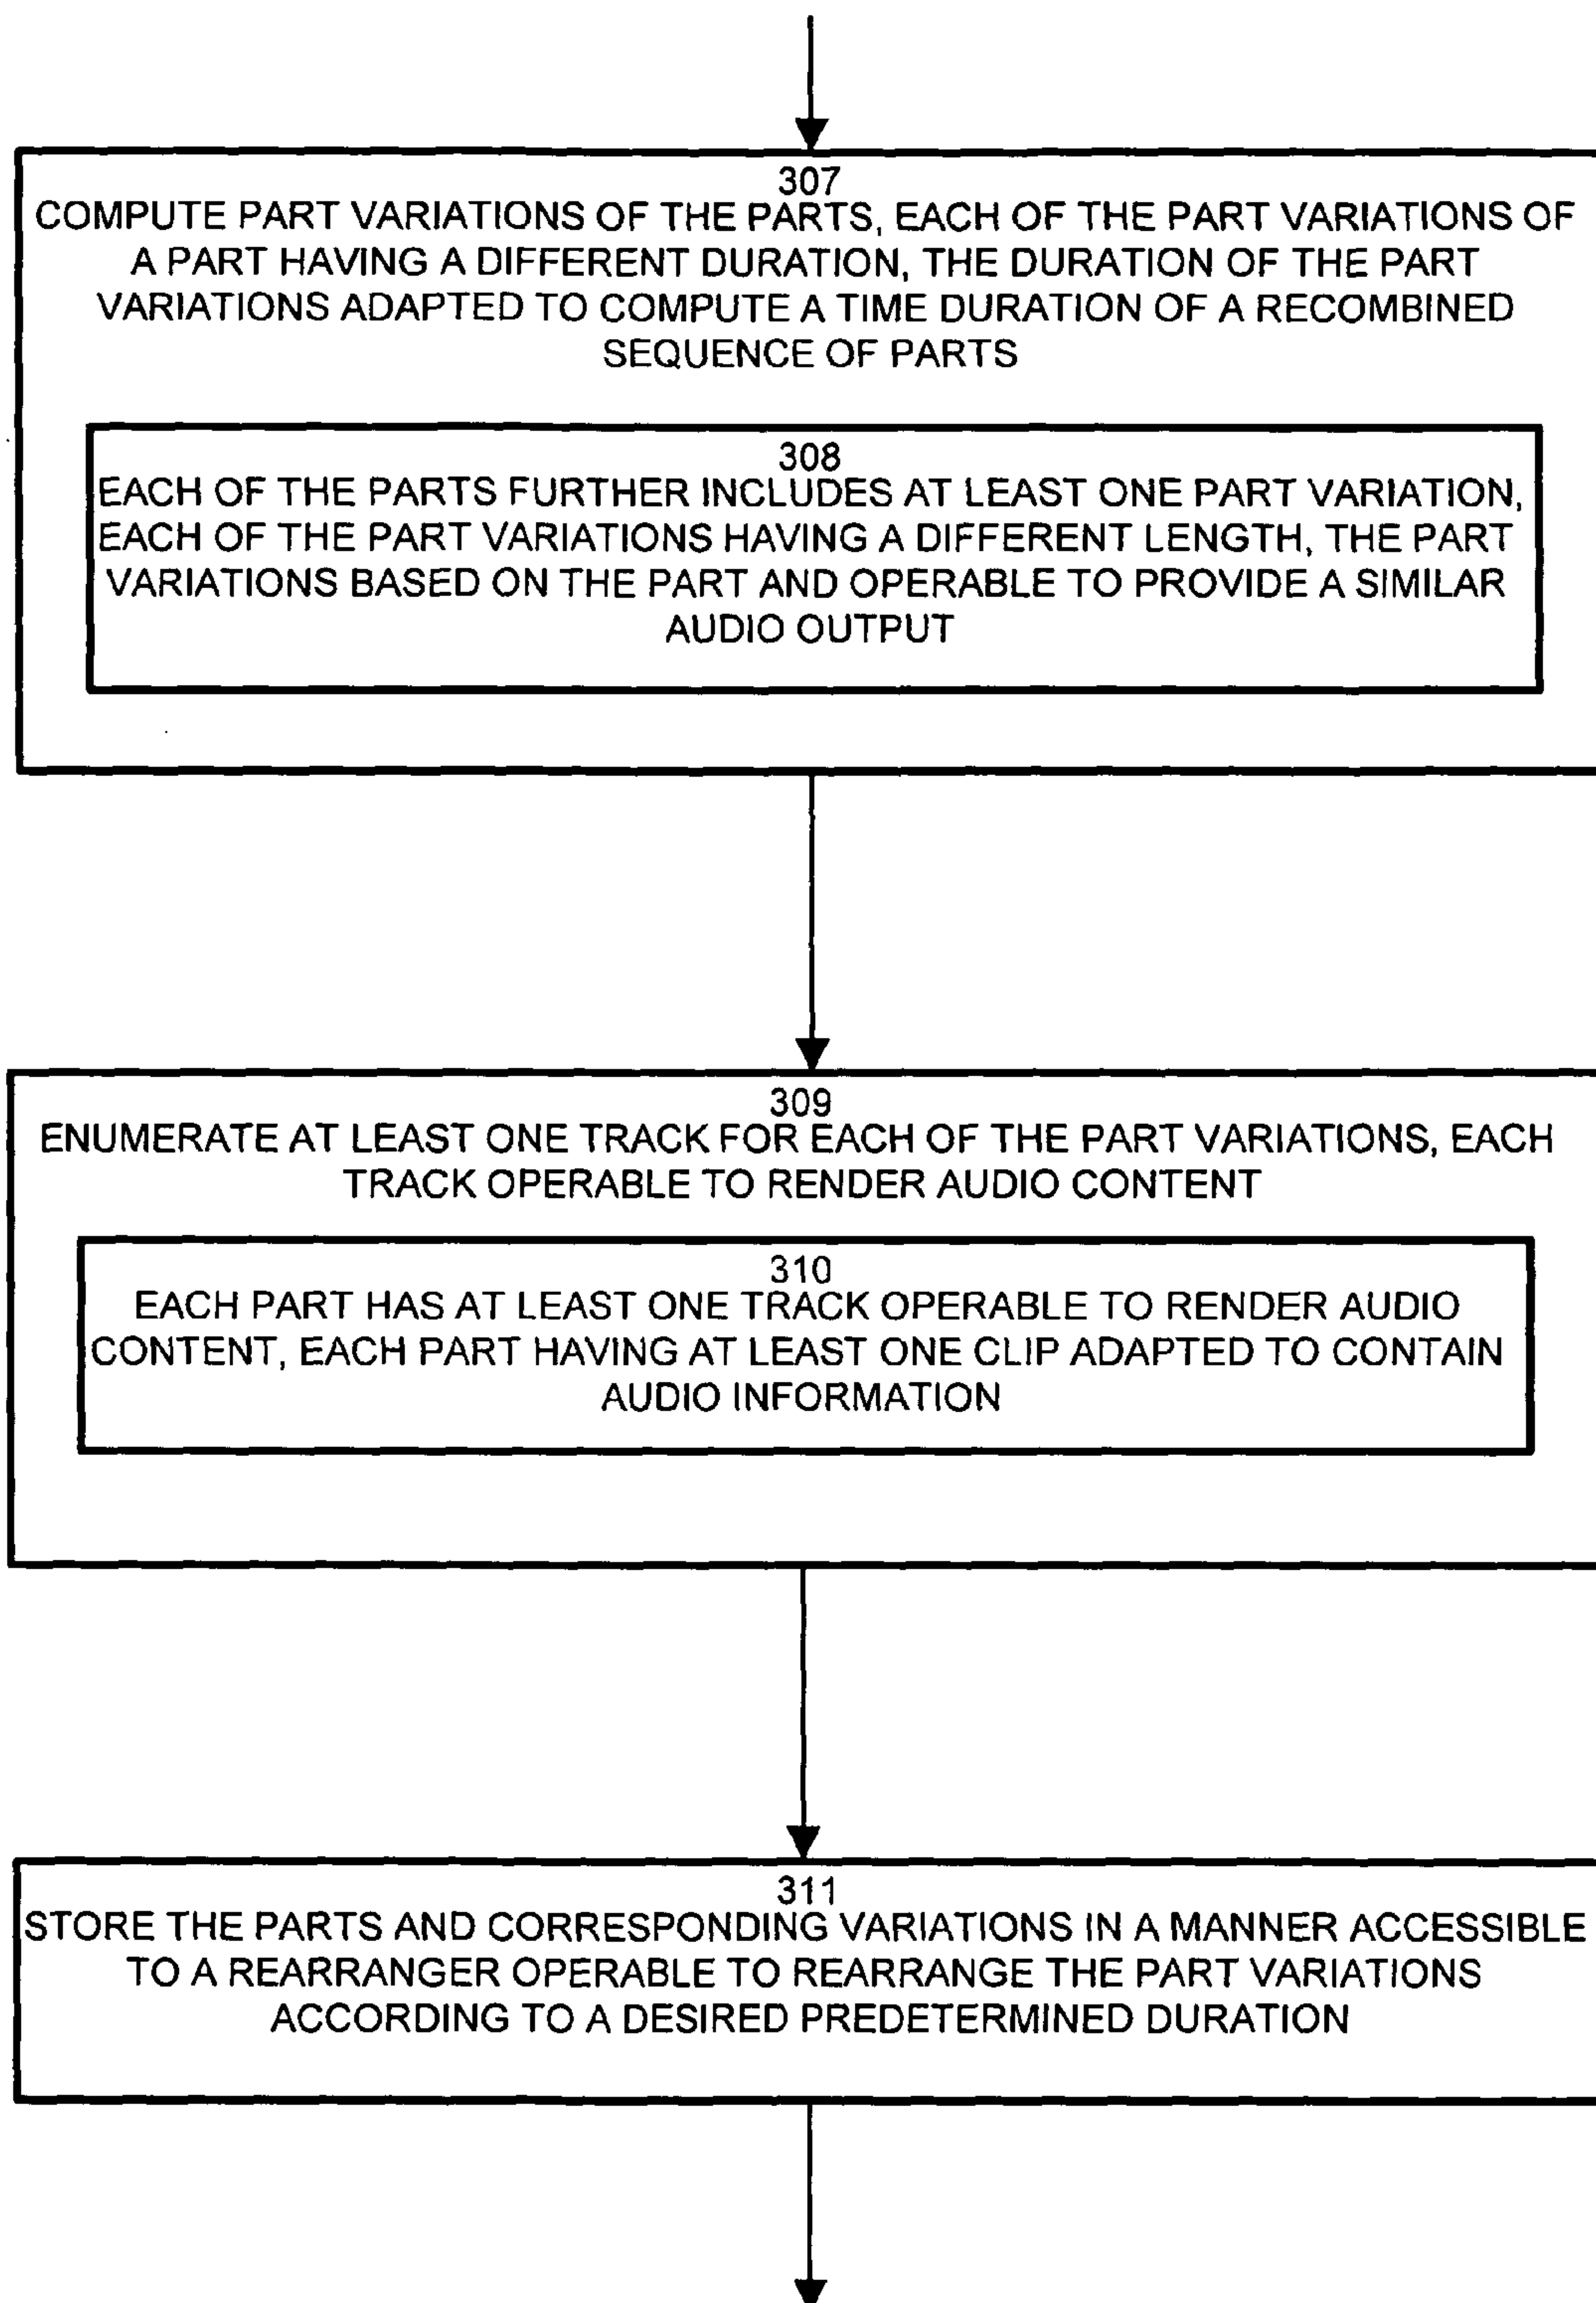 307
COMPUTE PART VARIATIONS OF THE PARTS, EACH OF THE PART VARIATIONS OF
A PART HAVING A DIFFERENT DURATION, THE DURATION OF THE PART
VARIATIONS ADAPTED TO COMPUTE A TIME DURATION OF A RECOMBINED
SEQUENCE OF PARTS
308
EACH OF THE PARTS FURTHER INCLUDES AT LEAST ONE PART VARIATION,
EACH OF THE PART VARIATIONS HAVING A DIFFERENT LENGTH, THE PART
VARIATIONS BASED ON THE PART AND OPERABLE TO PROVIDE A SIMILAR
AUDIO OUTPUT
309
ENUMERATE AT LEAST ONE TRACK FOR EACH OF THE PART VARIATIONS, EACH
TRACK OPERABLE TO RENDER AUDIO CONTENT
310
EACH PART HAS AT LEAST ONE TRACK OPERABLE TO RENDER AUDIO
CONTENT, EACH PART HAVING AT LEAST ONE CLIP ADAPTED TO CONTAIN
AUDIO INFORMATION
311
STORE THE PARTS AND CORRESPONDING VARIATIONS IN A MANNER ACCESSIBLE
TO A REARRANGER OPERABLE TO REARRANGE THE PART VARIATIONS
ACCORDING TO A DESIRED PREDETERMINED DURATION